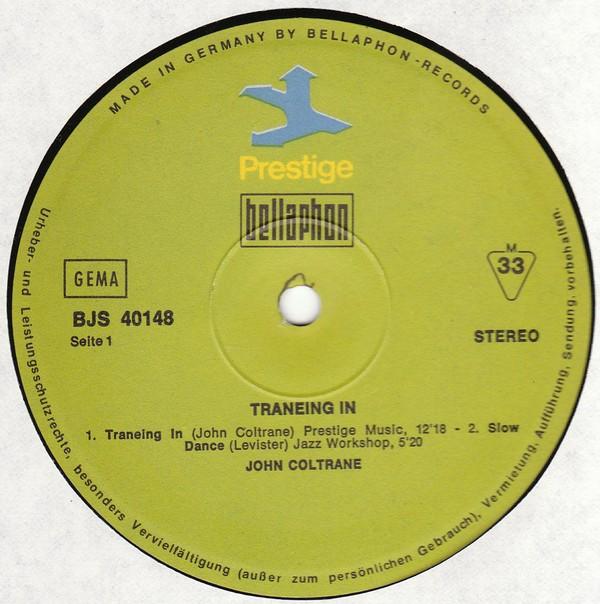 MADE IN GERMANY BY BELLAPHON-RECORDS
Prestige
bellaphon
GEMA
BJS 40148
Seite 1
M
33
STEREO
TRANEING IN
1. Traneing In (John Coltrane) Prestige Music, 12'18 - 2. Slow
Dance (Levister) Jazz Workshop, 5'20
JOHN COLTRANE
Urheber- und Leistungsschutzrechte, besonders Vervielfältigung (außer zum persönlichen Gebrauch), Vermietung, Aufführung, Sendung, vorbehalten.